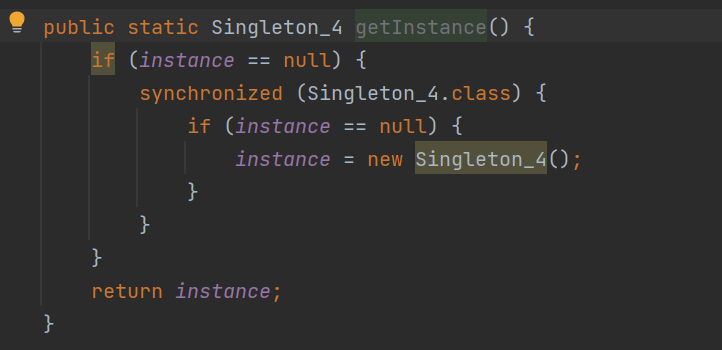 public static Singleton_4 getInstance() {
if (instance == null) {
synchronized (Singleton_4.class) {
if (instance == null) {
instance = new Singleton_4();
}
}
}
return instance;
}